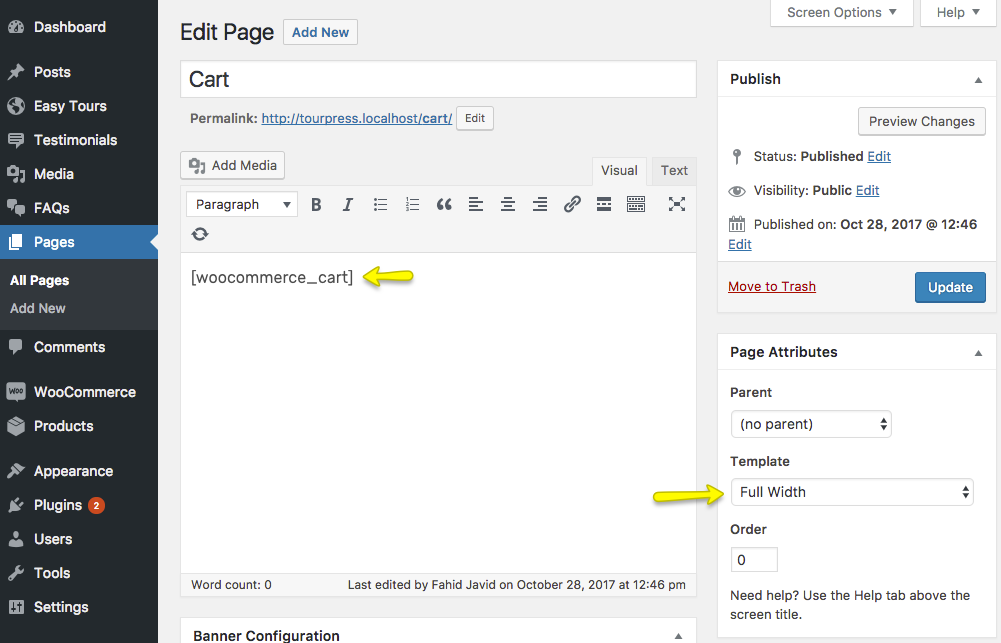 Dashboard
Posts
Easy Tours
Testimonials
Media
FAQs
Pages
All Pages
Add New
Comments
WOO WooCommerce
Products
Appearance
Plugins 2
Users
Tools
Settings
Screen Options
Help
Edit Page Add New
Cart
Permalink: http://tourpress.localhost/cart/ Edit
Add Media
Visual Text
Paragraph B I
[woocommerce_cart]
Word count: 0 Last edited by Fahid Javid on October 28, 2017 at 12:46 pm
Banner Configuration
Publish
Preview Changes
Status: Published Edit
Visibility: Public Edit
Published on: Oct 28, 2017 @ 12:46
Edit
Move to Trash Update
Page Attributes
Parent
(no parent)
Template
Full Width
Order
0
Need help? Use the Help tab above the
screen title.